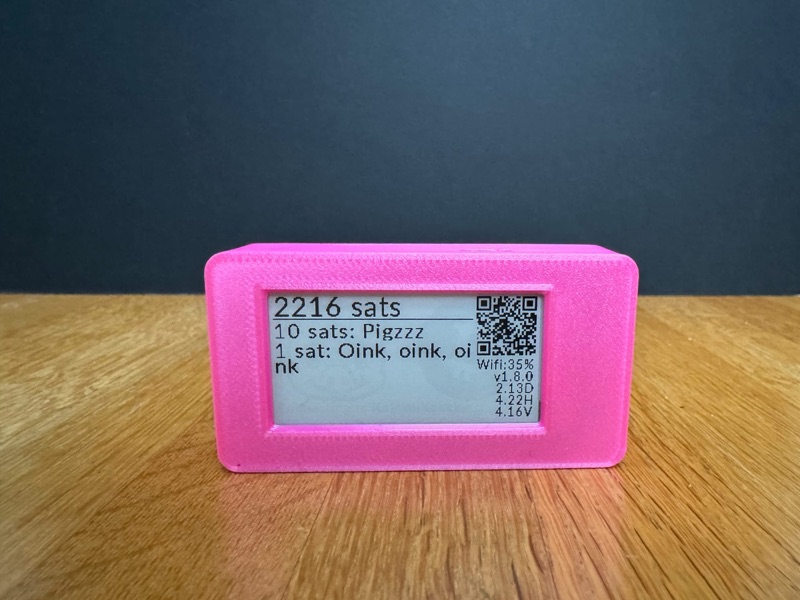 2216 sats
10 sats: Pigzzz
1 sat: Oink, oink, oi
nk
Wifi:35%
v1.8.0
2.13D
4.22H
4.16V